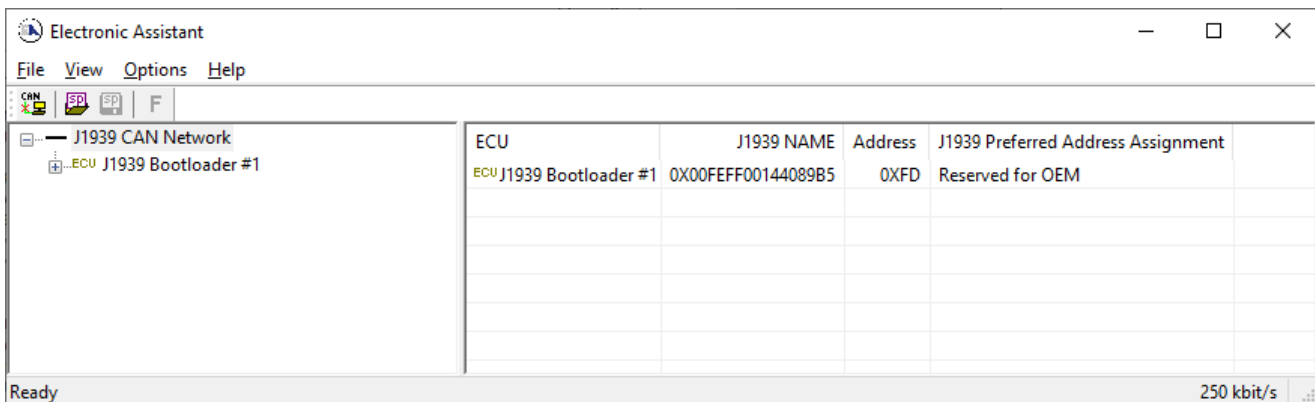 Electronic Assistant
File View Options Help
CAN SP SP F
J1939 CAN Network
ECU J1939 Bootloader #1
ECU J1939 NAME Address J1939 Preferred Address Assignment
ECU J1939 Bootloader #1 0X00FEFF00144089B5 0XFD Reserved for OEM
Ready 250 kbit/s